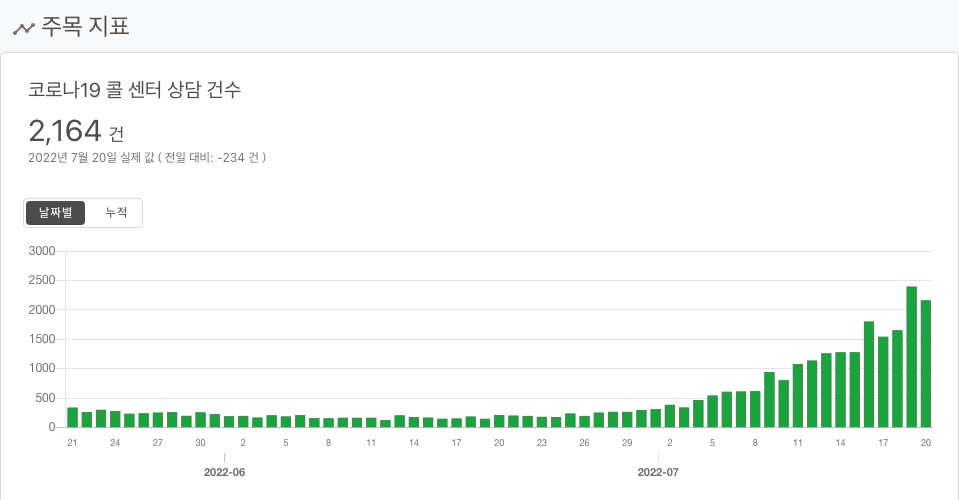 주목 지표
코로나19 콜 센터 상담 건수
2,164 건
2022년 7월 20일 실제 값 ( 전일 대비: -234 건 )
날짜별 누적
3000
2500
2000
1500
1000
500
0
21 24 27 30 2 5 8 11 14 17 20 23 26 29 2 5 8 11 14 17 20
2022-06 2022-07